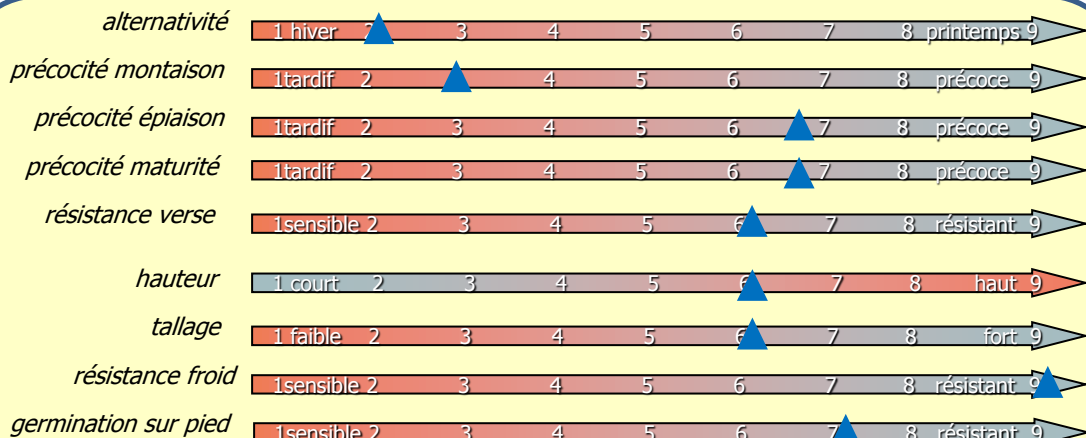 alternativité 1 hiver 2 3 4 5 6 7 8 printemps 9
précocité montaison 1tardif 2 4 5 6 7 8 précoce 9
précocité épiaison 1tardif 2 3 4 5 6 7 8 précoce 9
précocité maturité 1tardif 2 3 4 5 6 7 8 précoce 9
résistance verse 1sensible 2 3 4 5 6 7 8 résistant 9
hauteur 1 court 2 3 4 5 6 7 8 haut 9
tallage 1 faible 2 3 4 5 6 7 8 fort 9
résistance froid 1sensible 2 3 4 5 6 7 8 résistant 9
germination sur pied 1sensible 2 3 4 5 6 7 8 résistant 9